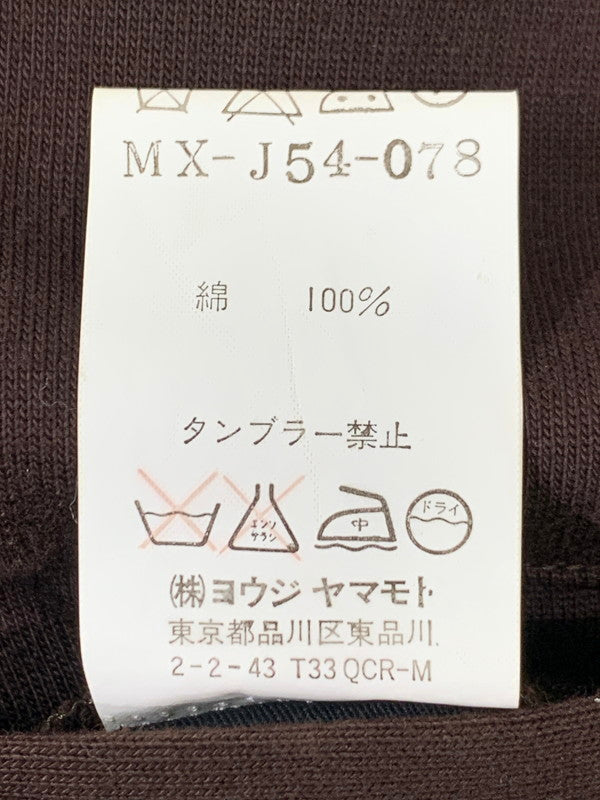 MX-J54-078
綿 100%
タンブラー禁止
エンソ
サラシ
中
ドライ
(株)ヨウジ ヤマモト
東京都品川区東品川
2-2-43 T33QCR-M